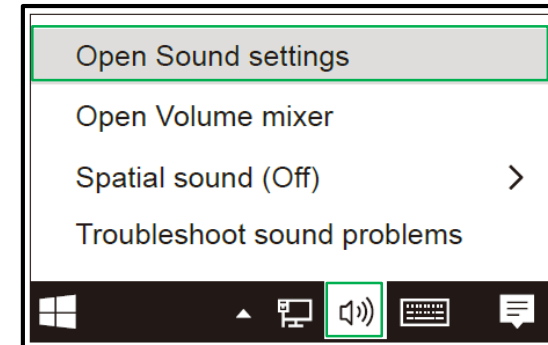 Open Sound settings
Open Volume mixer
Spatial sound (Off)
Troubleshoot sound problems